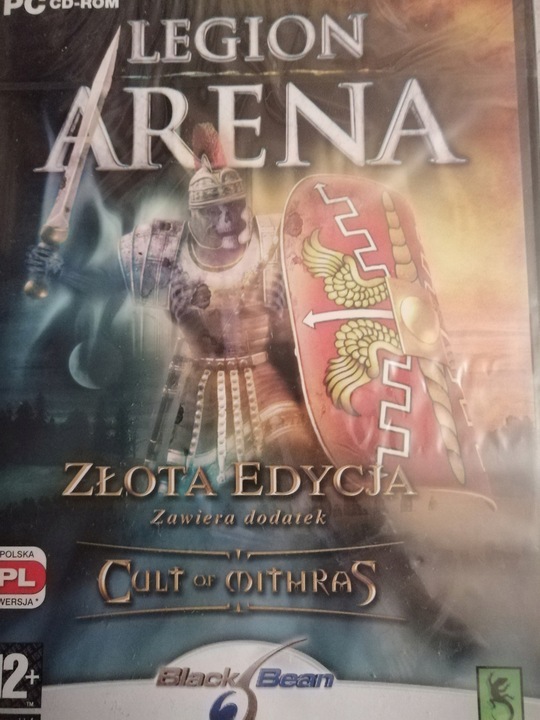 PC CD-ROM
LEGION
ARENA
ZŁOTA EDYCJA
Zawiera dodatek
CULT OF MITHRAS
POLSKA
PL
WERSJA *
12+
Black Bean